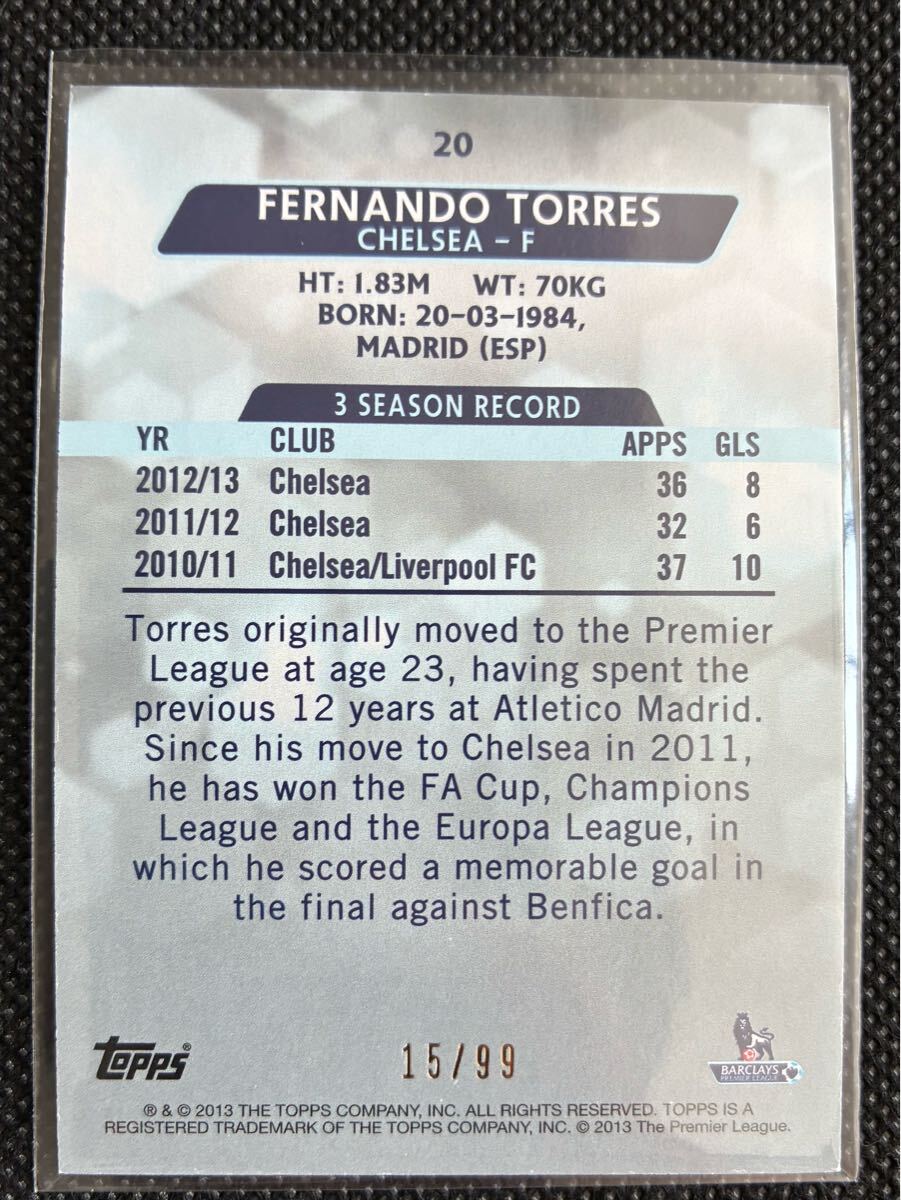 20
FERNANDO TORRES
CHELSEA – F
HT: 1.83M WT: 70KG
BORN: 20-03-1984,
MADRID (ESP)
3 SEASON RECORD
YR CLUB APPS GLS
2012/13 Chelsea 36 8
2011/12 Chelsea 32 6
2010/11 Chelsea/Liverpool FC 37 10
Torres originally moved to the Premier
League at age 23, having spent the
previous 12 years at Atletico Madrid.
Since his move to Chelsea in 2011,
he has won the FA Cup, Champions
League and the Europa League, in
which he scored a memorable goal in
the final against Benfica.
topps®
15/99
BARCLAYS
PREMIER LEAGUE
® & © 2013 THE TOPPS COMPANY, INC. ALL RIGHTS RESERVED. TOPPS IS A
REGISTERED TRADEMARK OF THE TOPPS COMPANY, INC. © 2013 The Premier League.